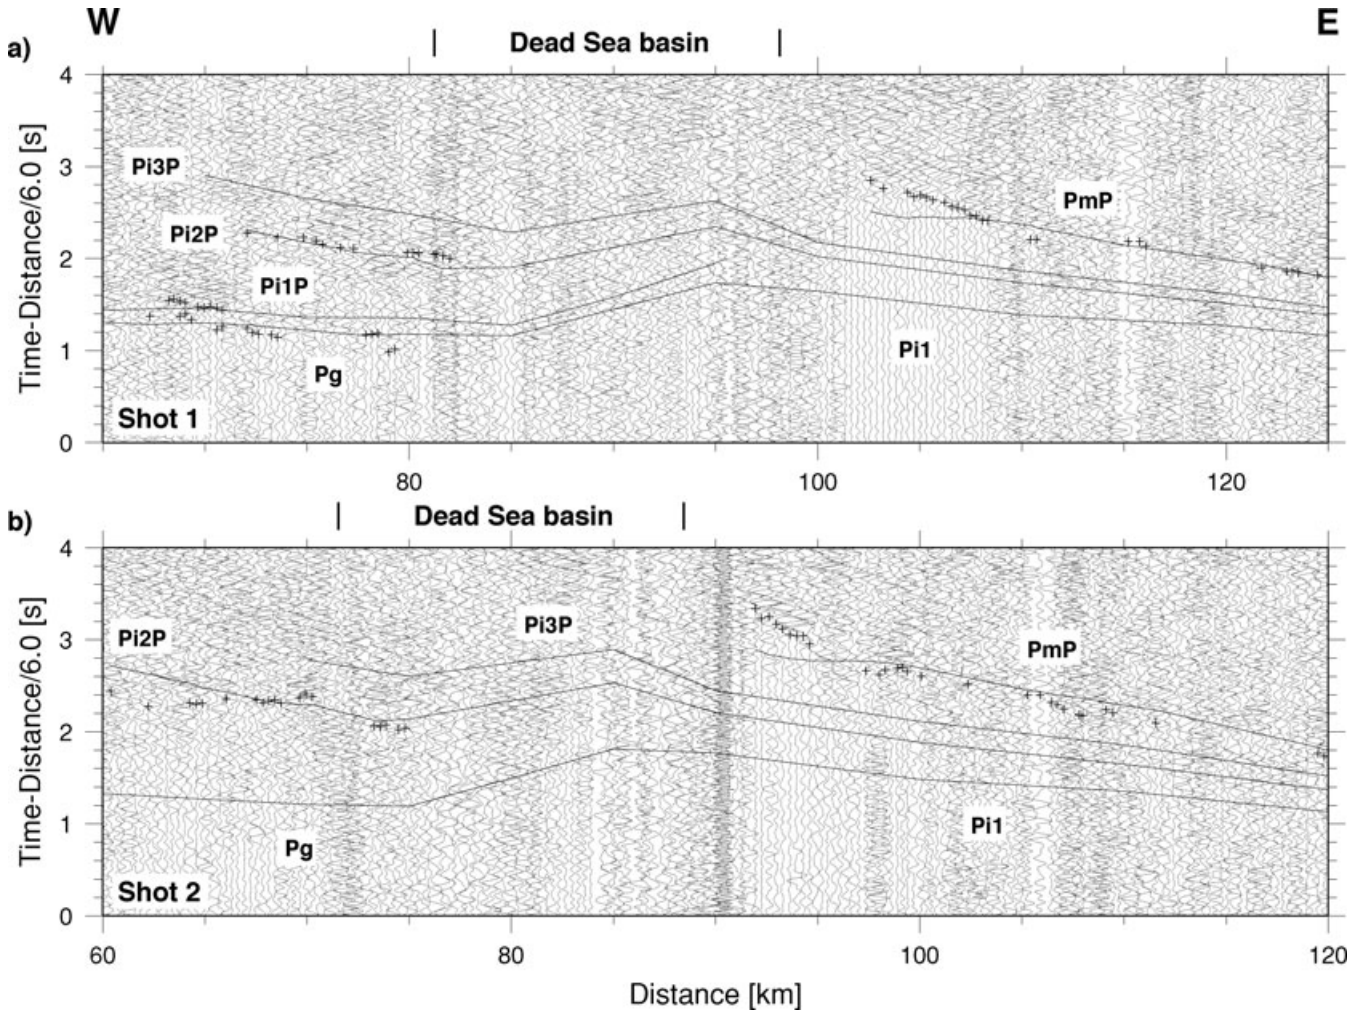 W E
a) Dead Sea basin
4
3
2
1
0
Time-Distance/6.0 [s]
Pi3P
Pi2P
Pi1P
Pg
PmP
Pi1
Shot 1
80 100 120
b) Dead Sea basin
4
3
2
1
0
Time-Distance/6.0 [s]
Pi2P
Pi3P
PmP
Pg
Pi1
Shot 2
60 80 100 120
Distance [km]